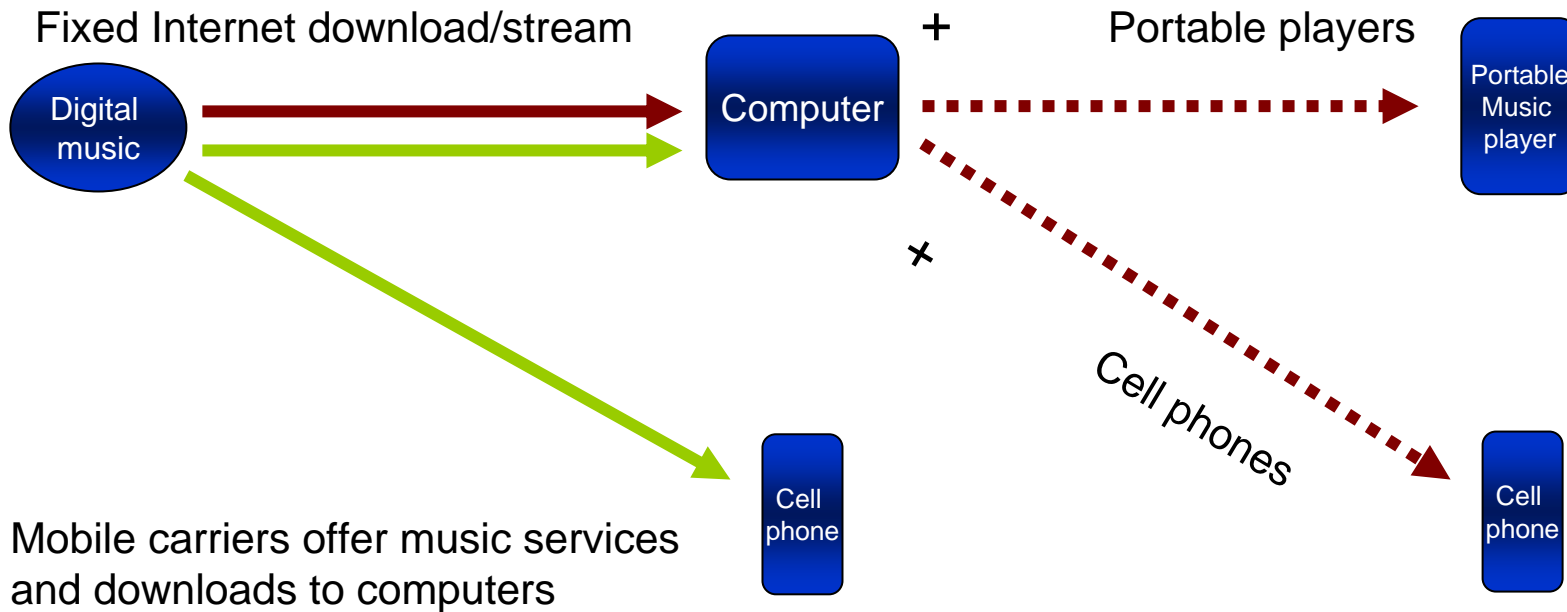 Fixed Internet download/stream
+
Portable players
Digital
music
Computer
Portable
Music
player
+
Cell phones
Cell
phone
Cell
phone
Mobile carriers offer music services
and downloads to computers